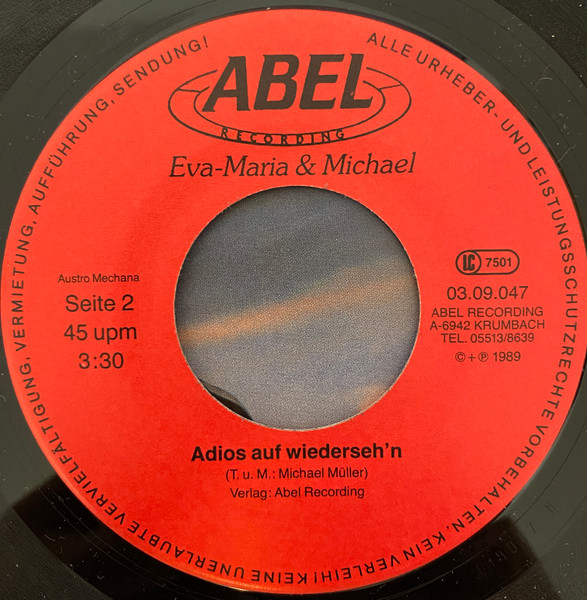 ABEL
RECORDING
Eva-Maria & Michael
Austro Mechana
Seite 2
45 upm
3:30
LC 7501
03.09.047
ABEL RECORDING
A-6942 KRUMBACH
TEL. 05513/8639
©+℗ 1989
Adios auf wiederseh'n
(T. u. M.: Michael Müller)
Verlag: Abel Recording
ALLE URHEBER- UND LEISTUNGSSCHUTZRECHTE VORBEHALTEN. KEIN VERLEIH! KEINE UNERLAUBTE VERVIELFÄLTIGUNG, VERMIETUNG, AUFFÜHRUNG, SENDUNG!